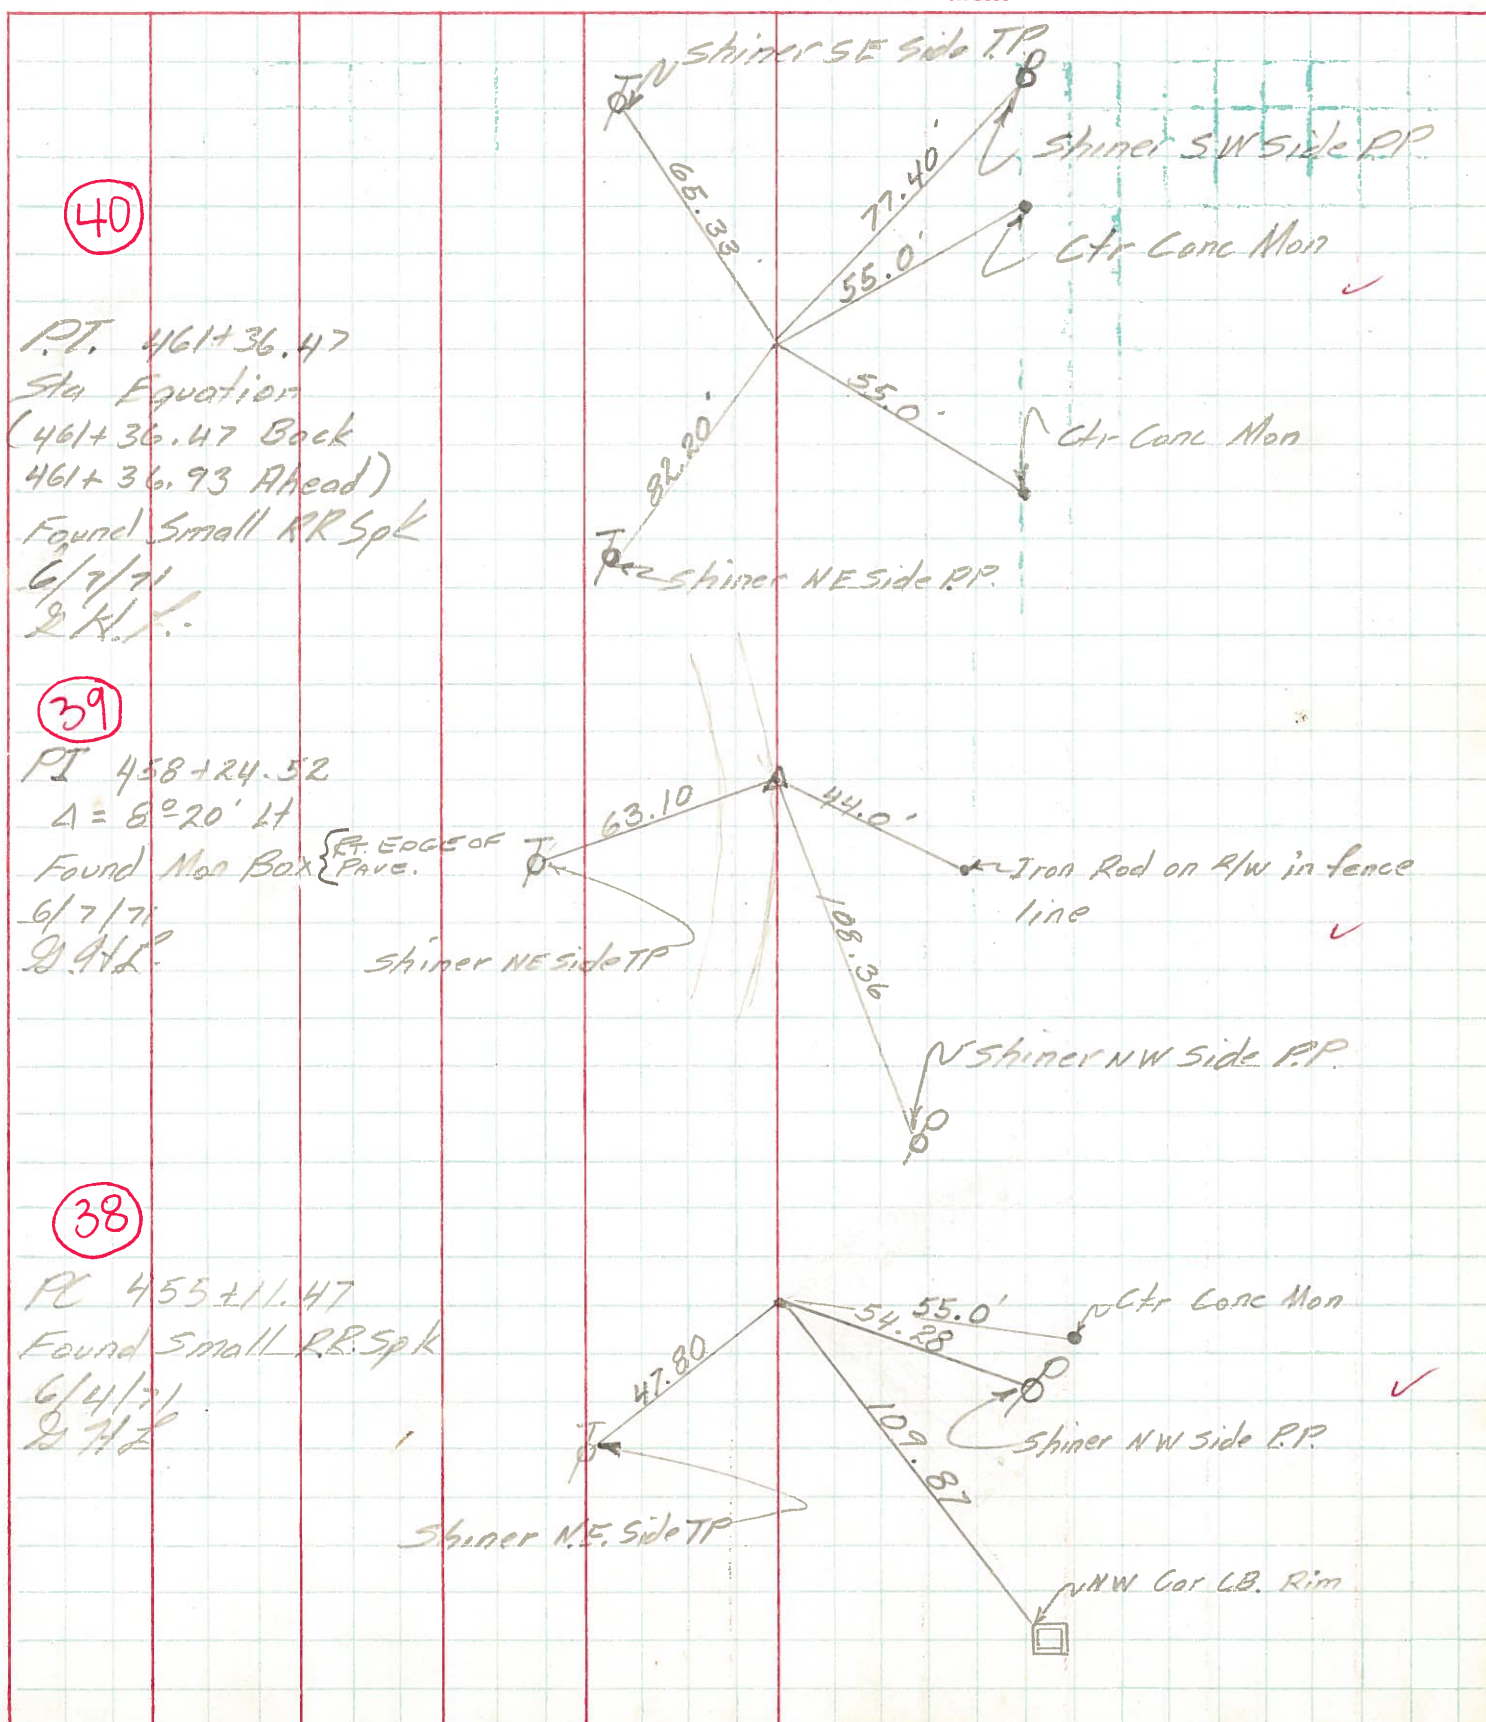 Shiner SE Side T.P.
65.33
77.40'
Shiner SW Side P.P.
40
55.0'
Ctr Conc Mon
P.T. 461+36.47
Sta Equation
(461+36.47 Back
461+36.93 Ahead)
Found Small RR Spk
6/7/71
55.0'
Ctr Conc Mon
82.20'
Shiner NE Side P.P.
39
PI 458+24.52
Δ = 8°20' Lt
Found Mon Box {RT. EDGE OF
PAVE.
6/7/71
G.H.L.
63.10
44.0'
Iron Rod on R/W in fence
line
108.36
Shiner NE Side TP
Shiner NW Side P.P.
38
PC 455+11.47
Found Small R.R. Spk
6/4/71
G H L
47.80
55.0'
54.28
Ctr Conc Mon
109.87
Shiner NW Side P.P.
Shiner N.E. Side TP
NW Cor C.B. Rim